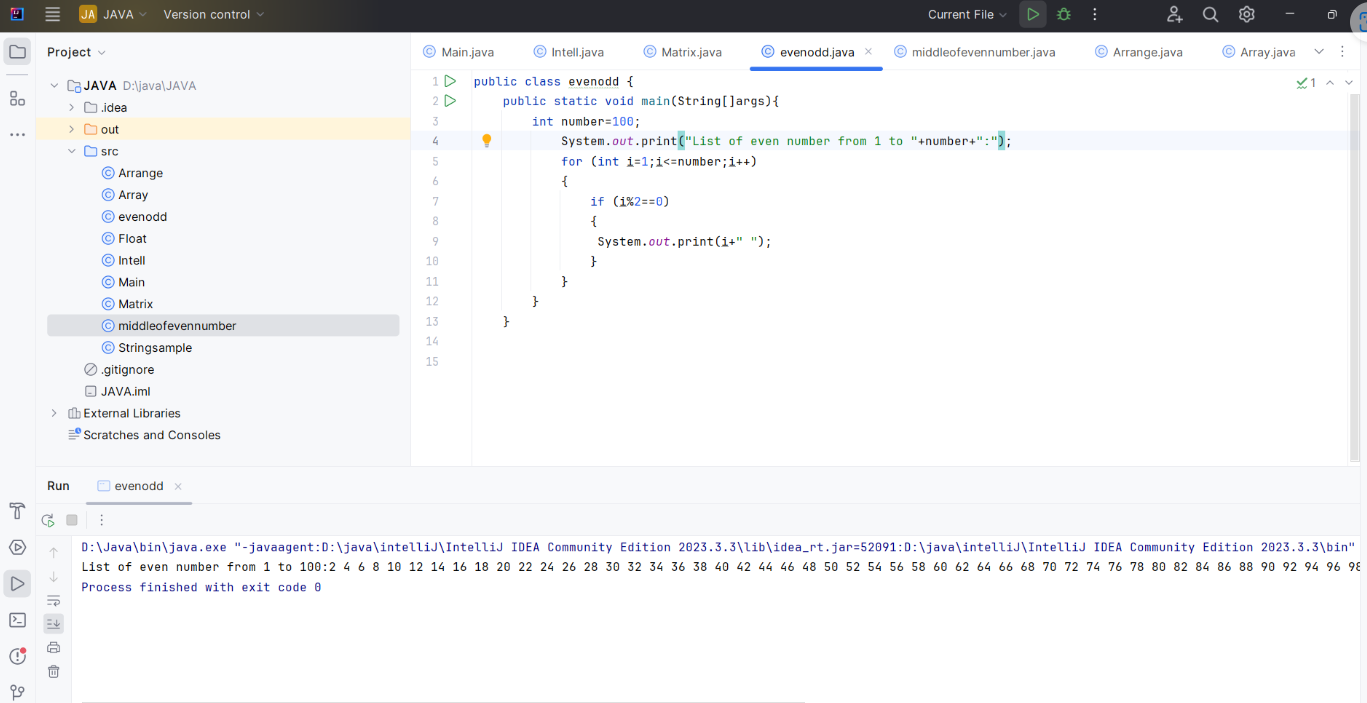 JA JAVA Version control Current File
Project
Main.java Intell.java Matrix.java evenodd.java middleofevennumber.java Arrange.java Array.java
JAVA D:\java\JAVA
.idea
out
src
Arrange
Array
evenodd
Float
Intell
Main
Matrix
middleofevennumber
Stringsample
.gitignore
JAVA.iml
External Libraries
Scratches and Consoles
1 public class evenodd {
2 public static void main(String[]args){
3 int number=100;
4 System.out.print("List of even number from 1 to "+number+":");
5 for (int i=1;i<=number;i++)
6 {
7 if (i%2==0)
8 {
9 System.out.print(i+" ");
10 }
11 }
12 }
13 }
14
15
1
Run evenodd
D:\Java\bin\java.exe "-javaagent:D:\java\intelliJ\IntelliJ IDEA Community Edition 2023.3.3\lib\idea_rt.jar=52091:D:\java\intelliJ\IntelliJ IDEA Community Edition 2023.3.3\bin"
List of even number from 1 to 100:2 4 6 8 10 12 14 16 18 20 22 24 26 28 30 32 34 36 38 40 42 44 46 48 50 52 54 56 58 60 62 64 66 68 70 72 74 76 78 80 82 84 86 88 90 92 94 96 98
Process finished with exit code 0